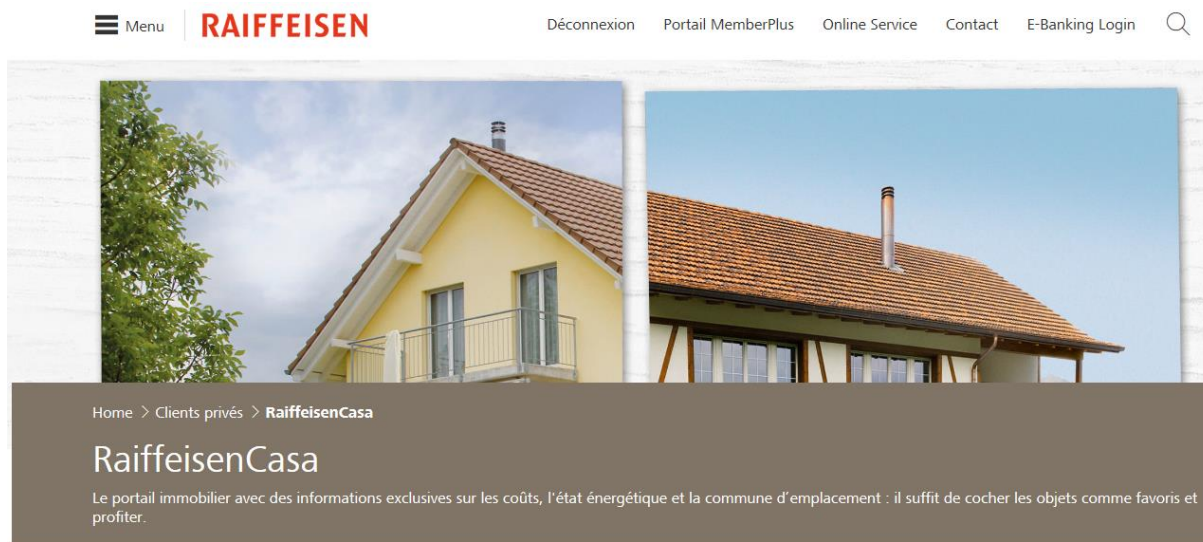 Menu RAIFFEISEN Déconnexion Portail MemberPlus Online Service Contact E-Banking Login
Home > Clients privés > RaiffeisenCasa
RaiffeisenCasa
Le portail immobilier avec des informations exclusives sur les coûts, l'état énergétique et la commune d'emplacement : il suffit de cocher les objets comme favoris et
profiter.